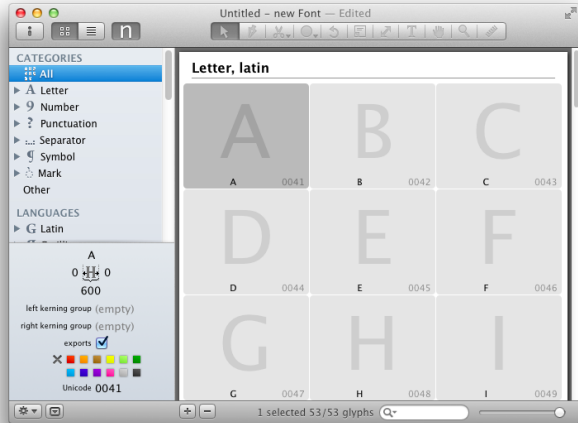 Untitled – new Font — Edited
CATEGORIES
All
A Letter
9 Number
? Punctuation
Separator
¶ Symbol
Mark
Other
LANGUAGES
G Latin
A
0 H 0
600
left kerning group (empty)
right kerning group (empty)
exports
Unicode 0041
i
n
T
Letter, latin
A
A 0041
B
B 0042
C
C 0043
D
D 0044
E
E 0045
F
F 0046
G
G 0047
H
H 0048
I
I 0049
1 selected 53/53 glyphs